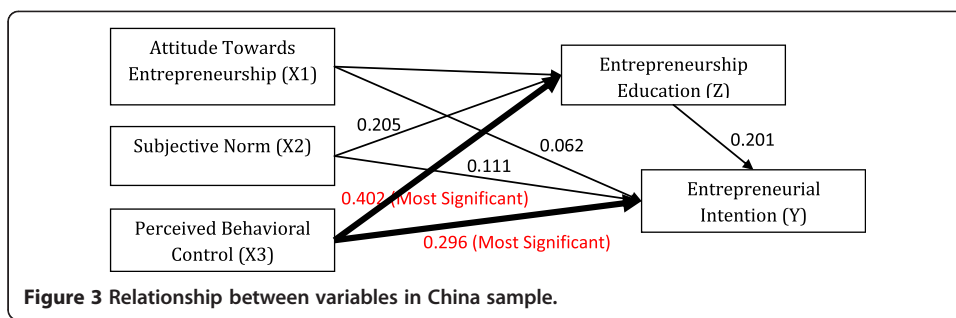 Attitude Towards
Entrepreneurship (X1)
Entrepreneurship
Education (Z)
0.205
Subjective Norm (X2)
0.062
0.201
0.111
Entrepreneurial
Intention (Y)
0.402 (Most Significant)
Perceived Behavioral
Control (X3)
0.296 (Most Significant)
Figure 3 Relationship between variables in China sample.